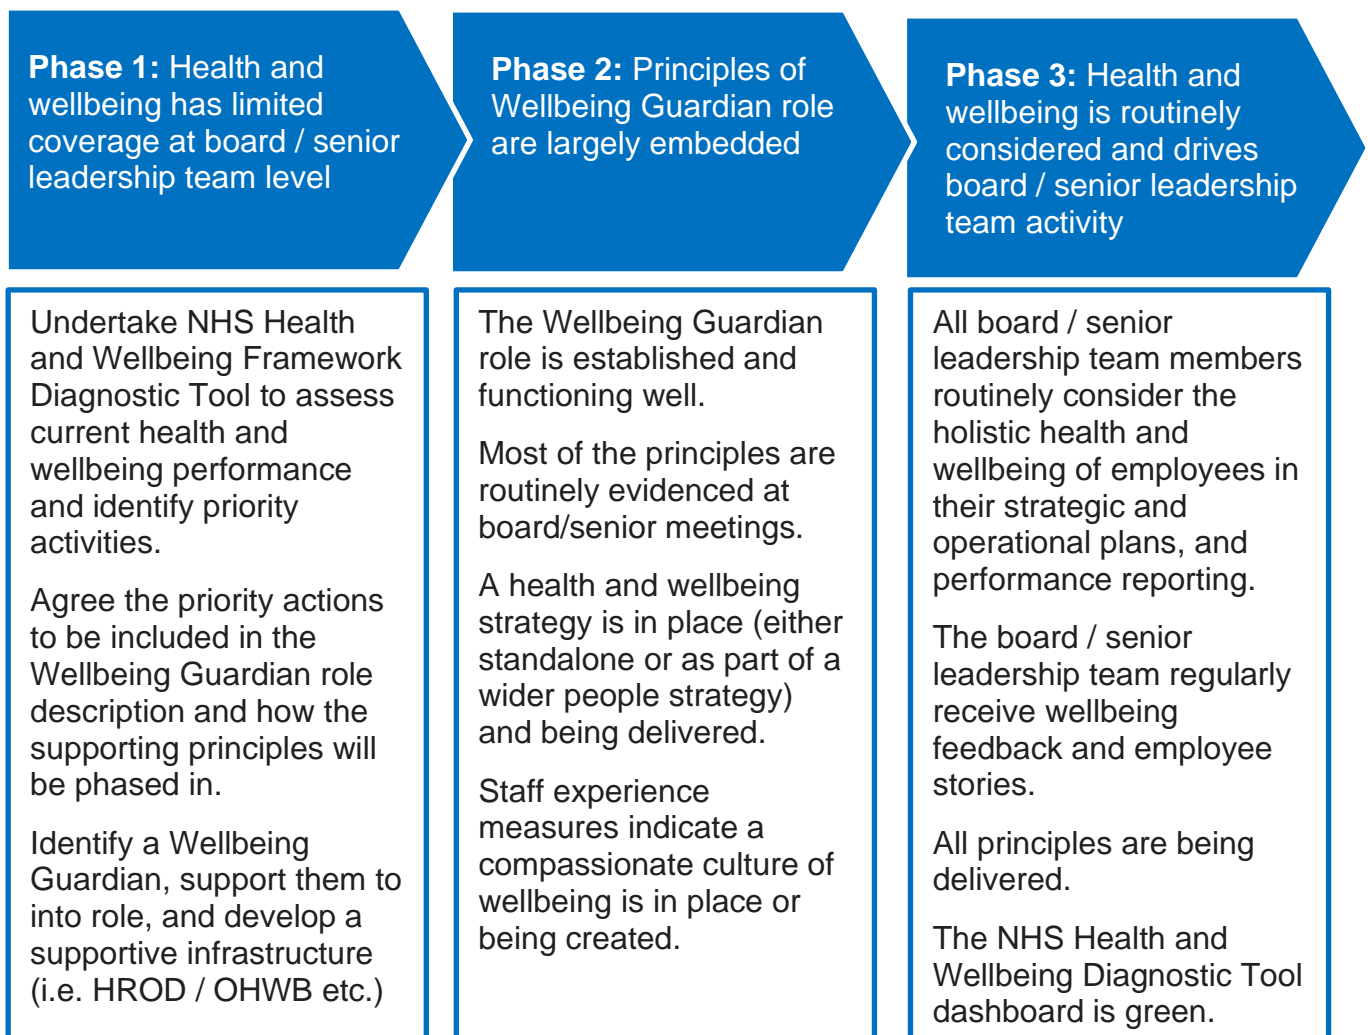 Phase 1: Health and
wellbeing has limited
coverage at board / senior
leadership team level
Undertake NHS Health
and Wellbeing Framework
Diagnostic Tool to assess
current health and
wellbeing performance
and identify priority
activities.
Agree the priority actions
to be included in the
Wellbeing Guardian role
description and how the
supporting principles will
be phased in.
Identify a Wellbeing
Guardian, support them to
into role, and develop a
supportive infrastructure
(i.e. HROD / OHWB etc.)
Phase 2: Principles of
Wellbeing Guardian role
are largely embedded
The Wellbeing Guardian
role is established and
functioning well.
Most of the principles are
routinely evidenced at
board/senior meetings.
A health and wellbeing
strategy is in place (either
standalone or as part of a
wider people strategy)
and being delivered.
Staff experience
measures indicate a
compassionate culture of
wellbeing is in place or
being created.
Phase 3: Health and
wellbeing is routinely
considered and drives
board / senior leadership
team activity
All board / senior
leadership team members
routinely consider the
holistic health and
wellbeing of employees in
their strategic and
operational plans, and
performance reporting.
The board / senior
leadership team regularly
receive wellbeing
feedback and employee
stories.
All principles are being
delivered.
The NHS Health and
Wellbeing Diagnostic Tool
dashboard is green.